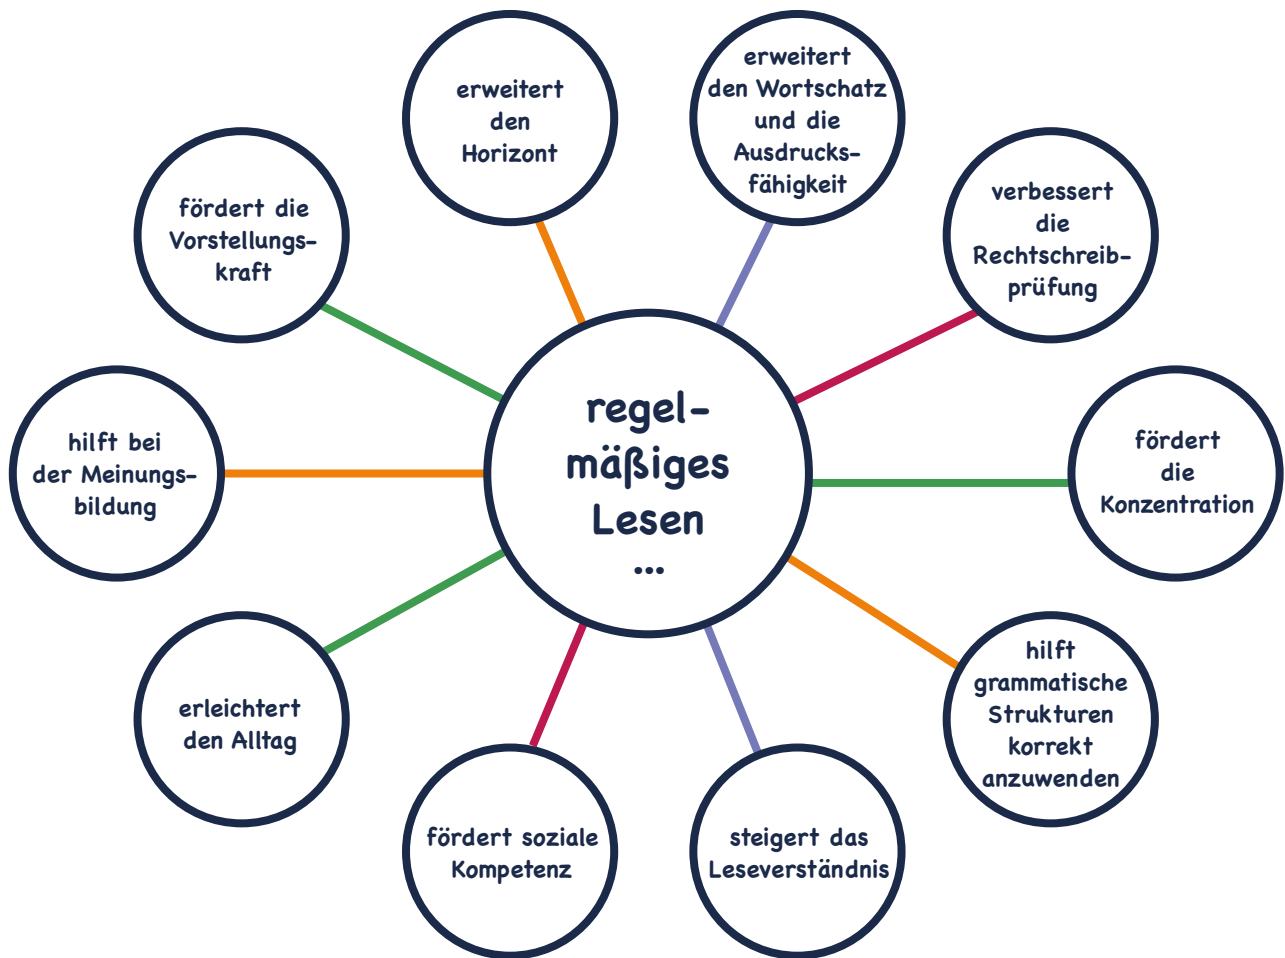 regel-
mäßiges
Lesen
...
erweitert
den
Horizont
erweitert
den Wortschatz
und die
Ausdrucks-
fähigkeit
verbessert
die
Rechtschreib-
prüfung
fördert
die
Konzentration
hilft
grammatische
Strukturen
korrekt
anzuwenden
steigert das
Leseverständnis
fördert soziale
Kompetenz
erleichtert
den Alltag
hilft bei
der Meinungs-
bildung
fördert die
Vorstellungs-
kraft